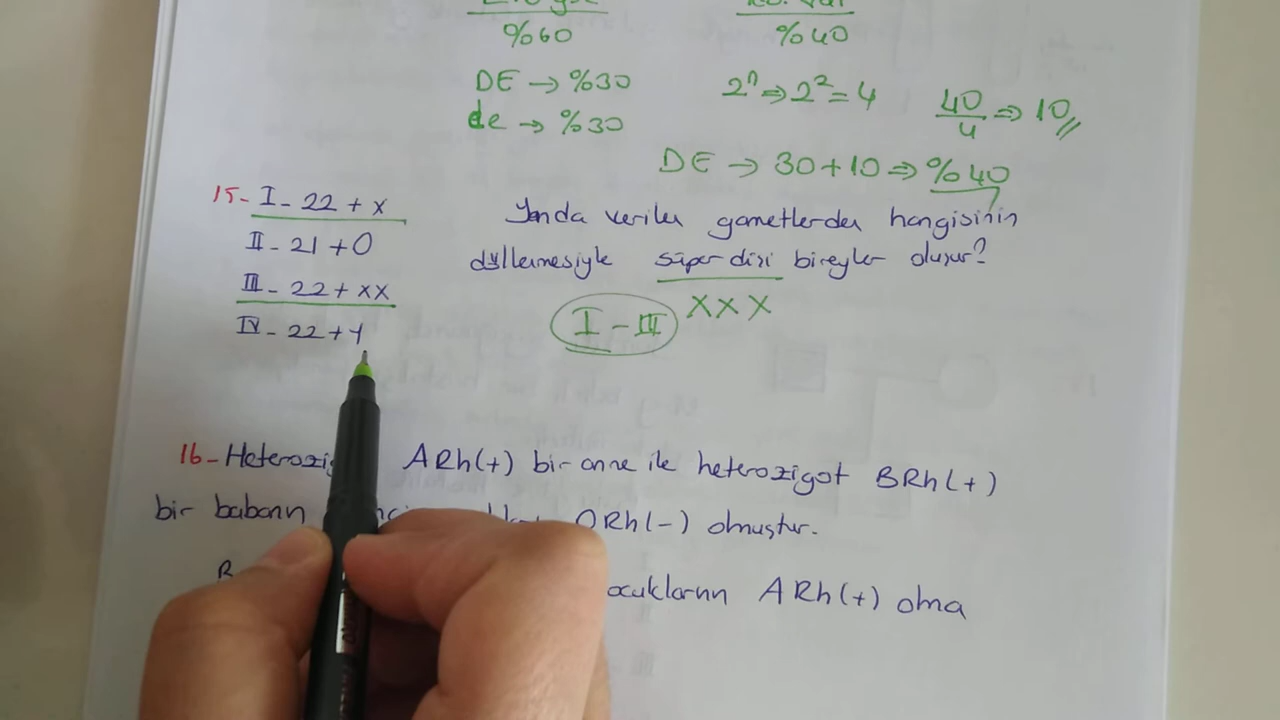 %60 %40
DE → %30 2ⁿ ⇒ 2² = 4 40/4 ⇒ 10
de → %30
DE → 30 + 10 ⇒ %40
15- I - 22 + X
II - 21 + 0
III - 22 + XX
IV - 22 + Y
Yanda verilen gametlerden hangisinin
döllenmesiyle süper dişi bireyler oluşur?
I - III XXX
16- ARh(+) bir anne ile heterozigot BRh(+)
bir babanın ORh(-) olmuştur.
ARh(+) olma